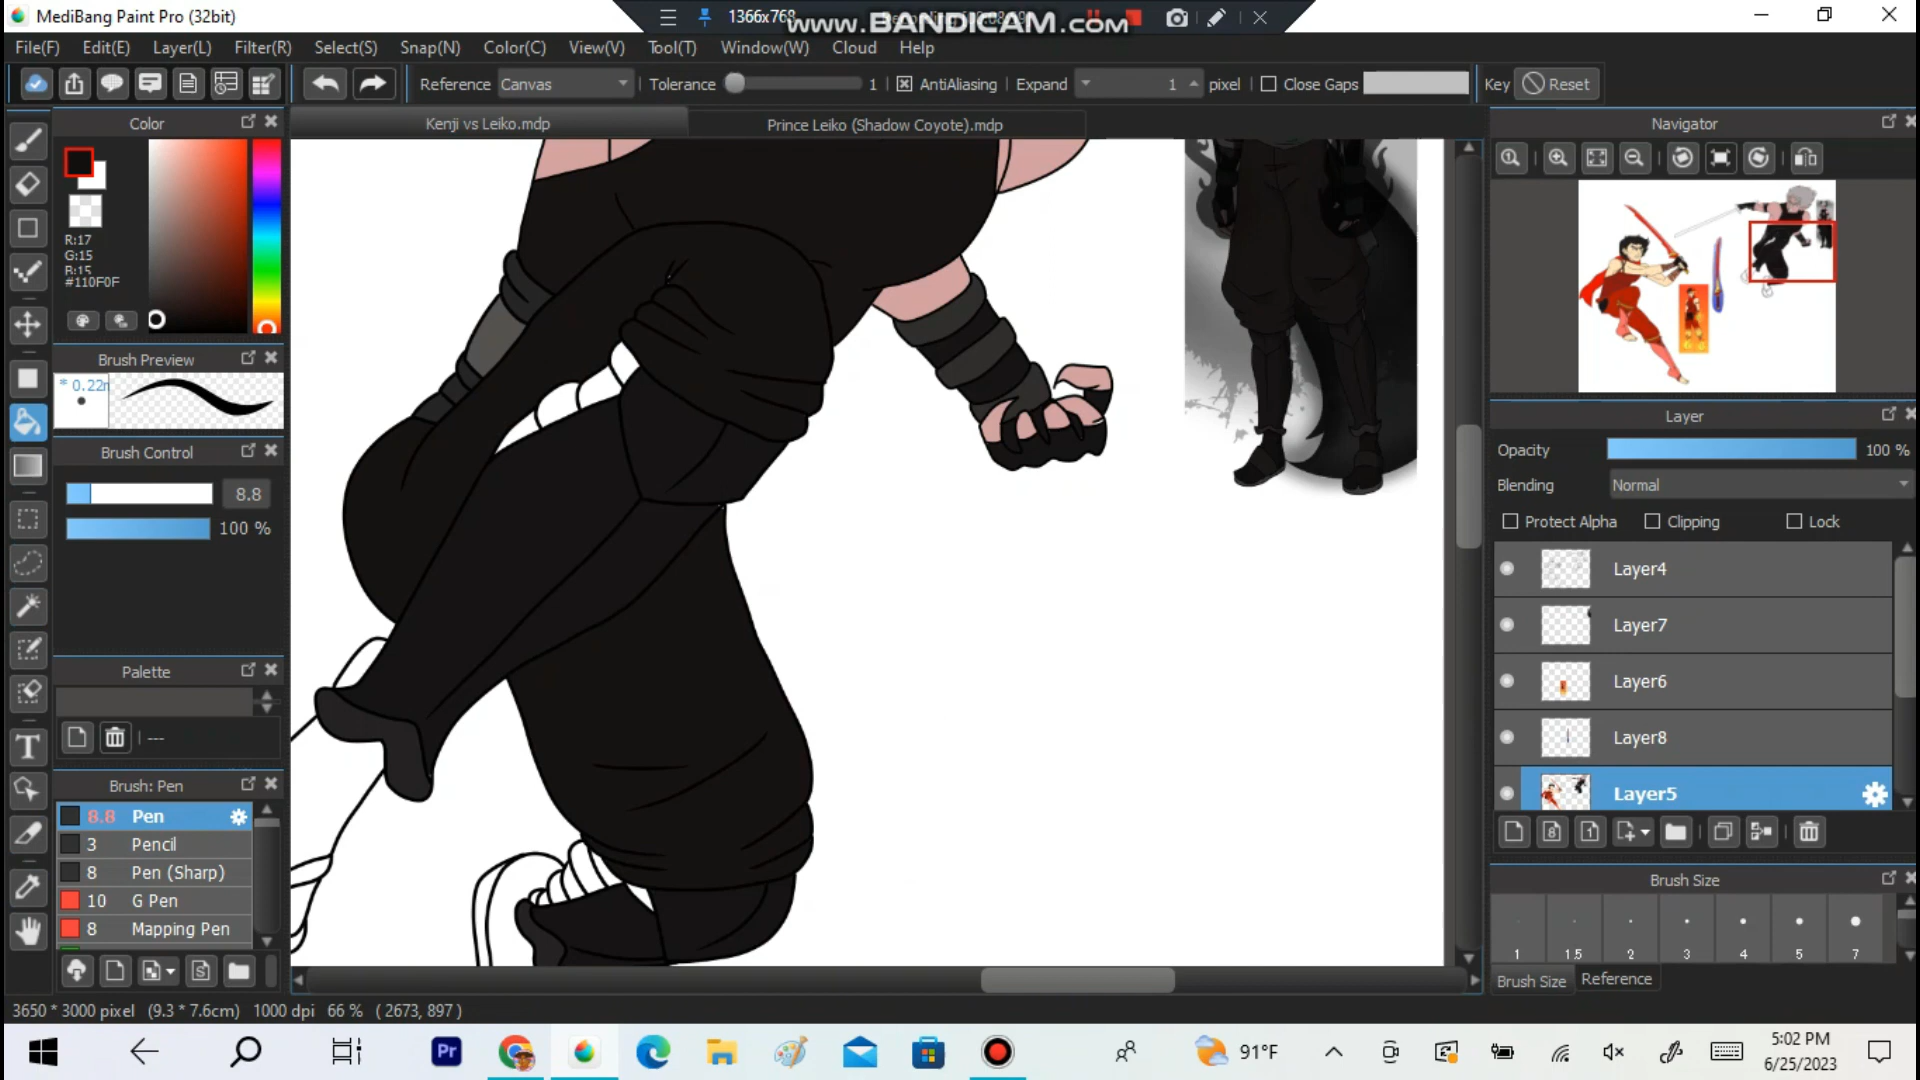 MediBang Paint Pro (32bit)
1366x768
www.BANDICAM.com
File(F) Edit(E) Layer(L) Filter(R) Select(S) Snap(N) Color(C) View(V) Tool(T) Window(W) Cloud Help
Reference Canvas Tolerance 1 AntiAliasing Expand 1 pixel Close Gaps Key Reset
Color
Kenji vs Leiko.mdp
Prince Leiko (Shadow Coyote).mdp
Navigator
R:17
G:15
B:15
#110F0F
Brush Preview
* 0.22
Brush Control
8.8
100 %
Palette
---
Brush: Pen
8.8 Pen
3 Pencil
8 Pen (Sharp)
10 G Pen
8 Mapping Pen
Layer
Opacity 100 %
Blending Normal
Protect Alpha Clipping Lock
Layer4
Layer7
Layer6
Layer8
Layer5
Brush Size
1 1.5 2 3 4 5 7
Brush Size Reference
3650 * 3000 pixel (9.3 * 7.6cm) 1000 dpi 66 % ( 2673, 897 )
Pr
91°F
5:02 PM
6/25/2023